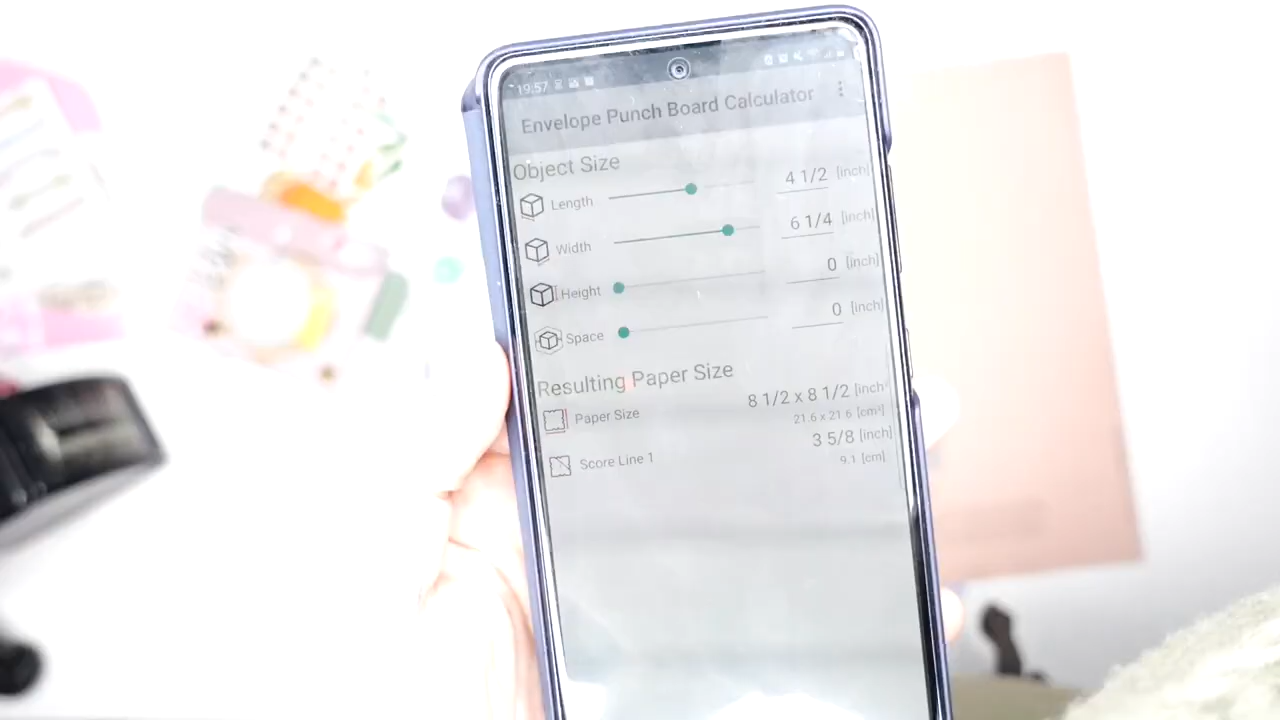 19:57
Envelope Punch Board Calculator
Object Size
Length 4 1/2 [inch]
Width 6 1/4 [inch]
Height 0 [inch]
Space 0 [inch]
Resulting Paper Size
Paper Size 8 1/2 x 8 1/2 [inch²
21.6 x 21.6 [cm²]
Score Line 1 3 5/8 [inch]
9.1 [cm]